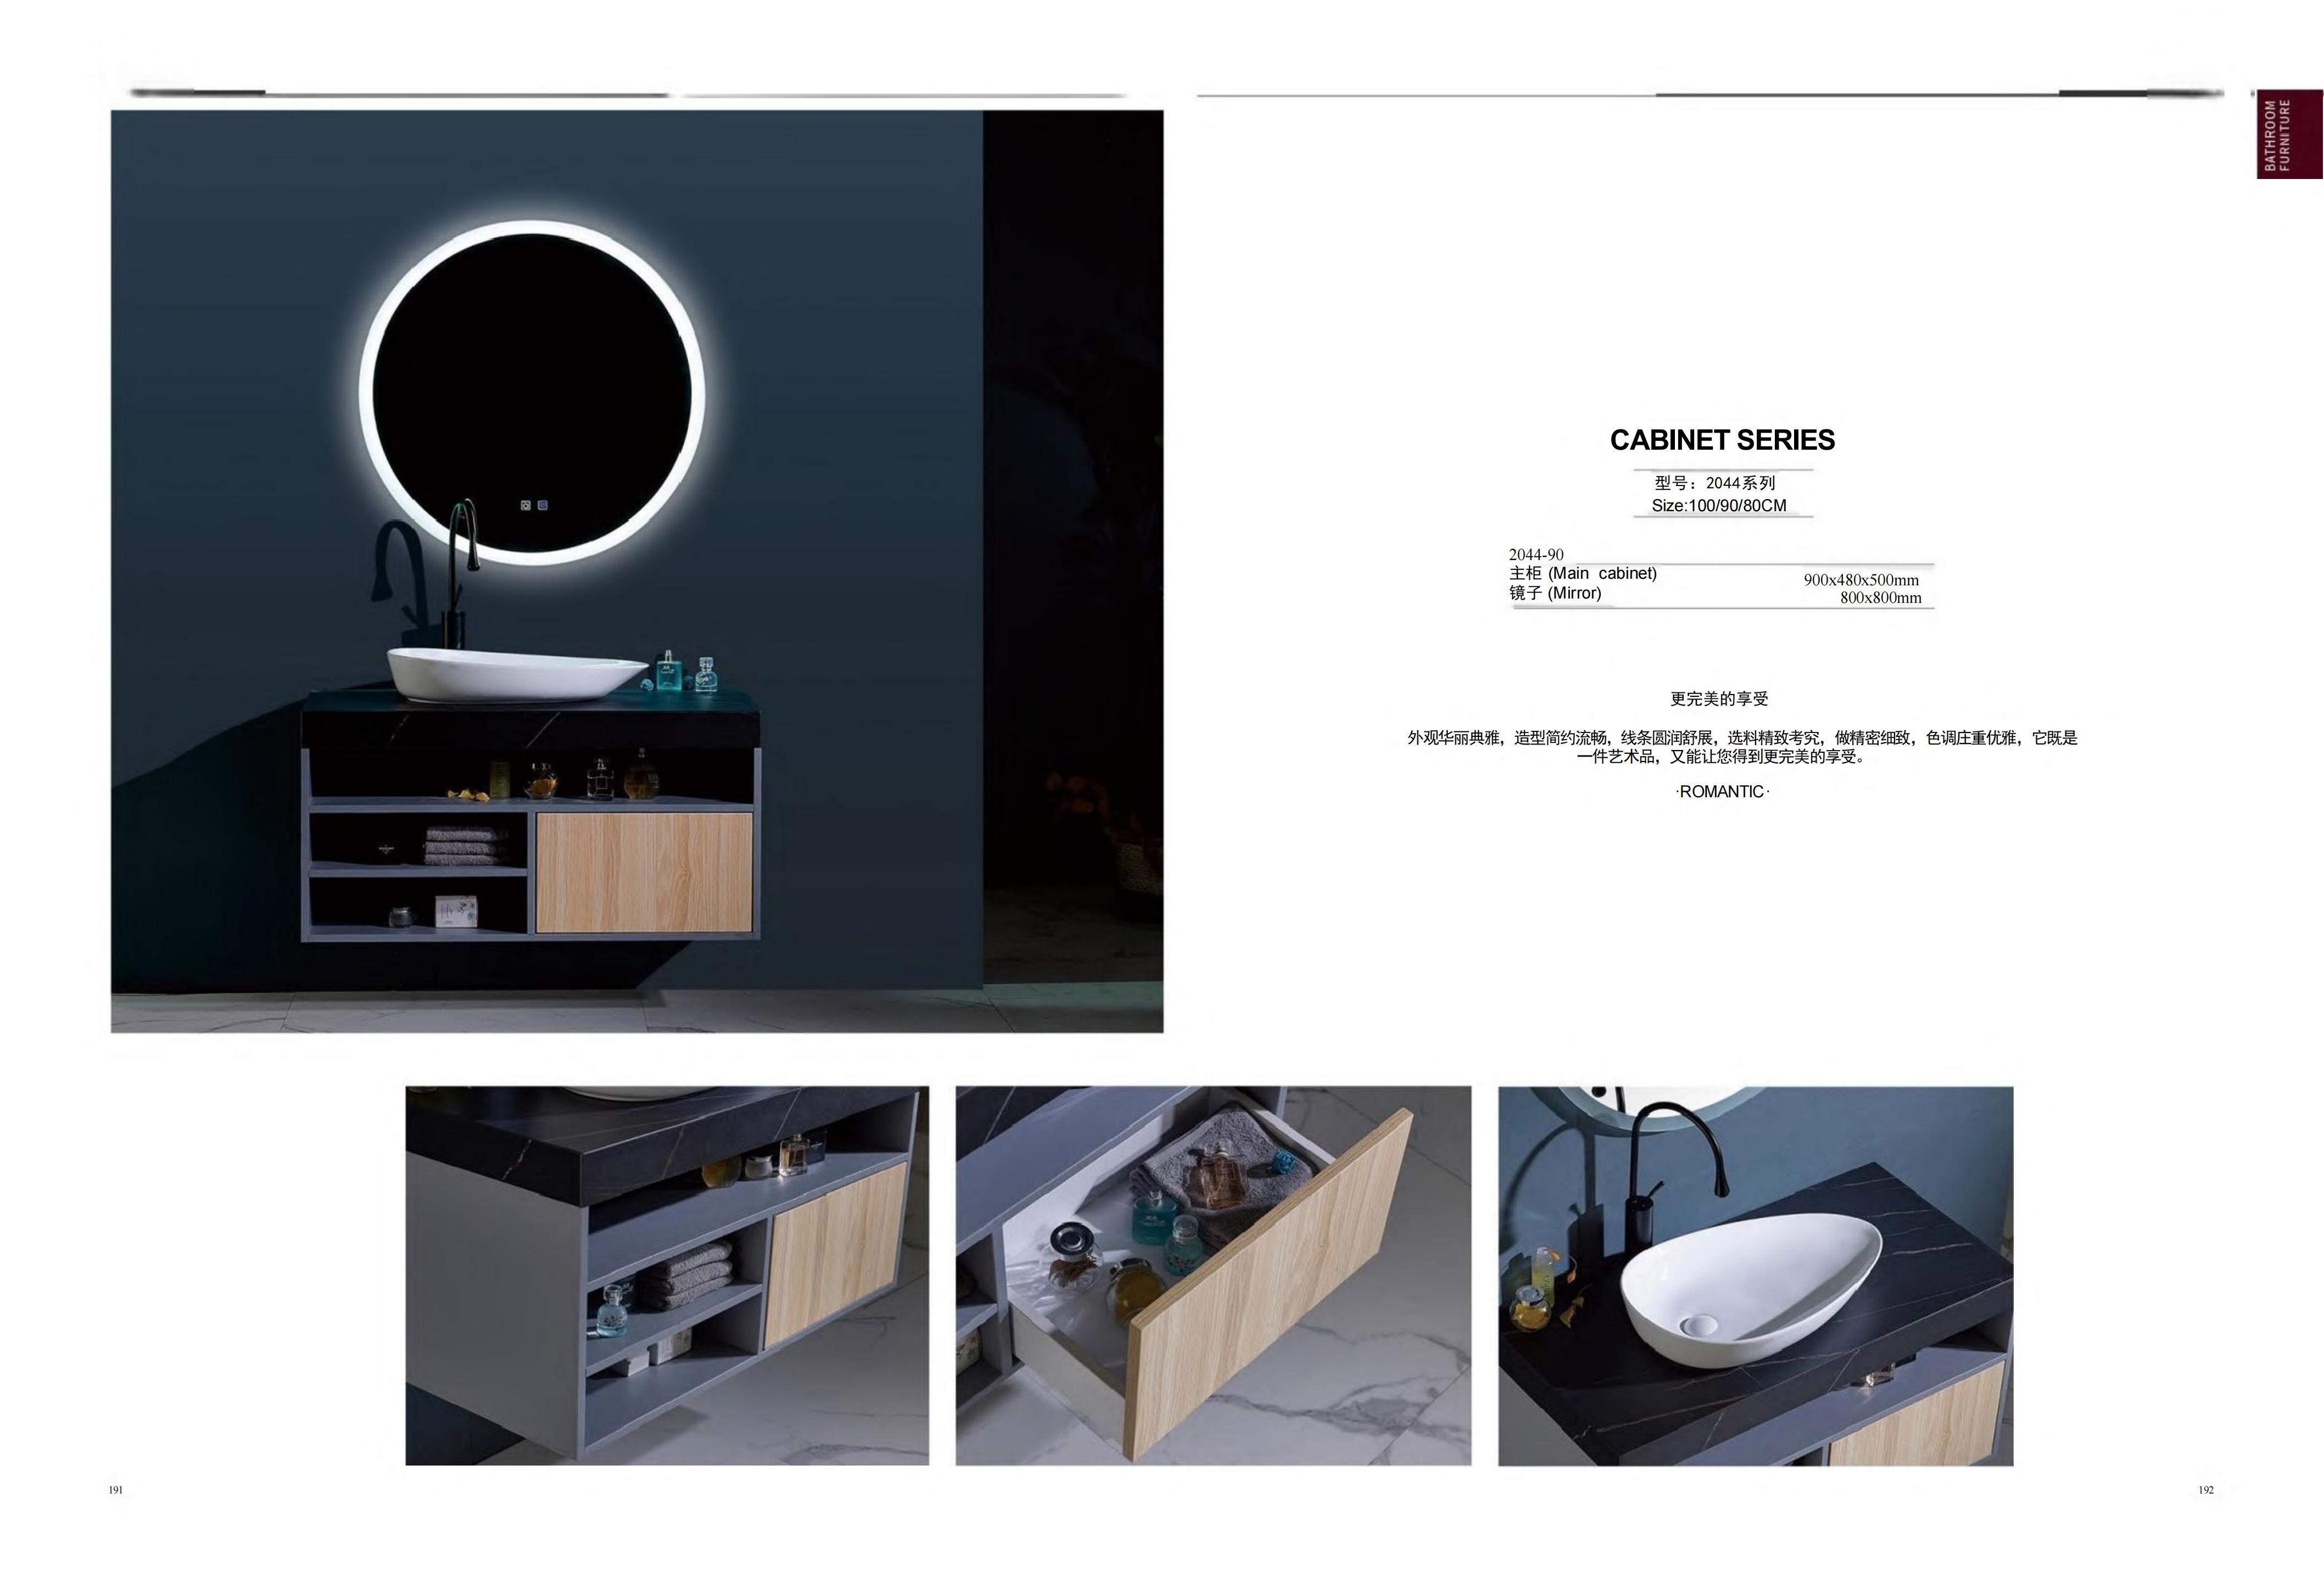 BATHROOM
FURNITURE
CABINET SERIES
型号：2044系列
Size:100/90/80CM
2044-90
主柜 (Main cabinet) 900x480x500mm
镜子 (Mirror) 800x800mm
更完美的享受
外观华丽典雅，造型简约流畅，线条圆润舒展，选料精致考究，做精密细致，色调庄重优雅，它既是
一件艺术品，又能让您得到更完美的享受。
·ROMANTIC·
191
192